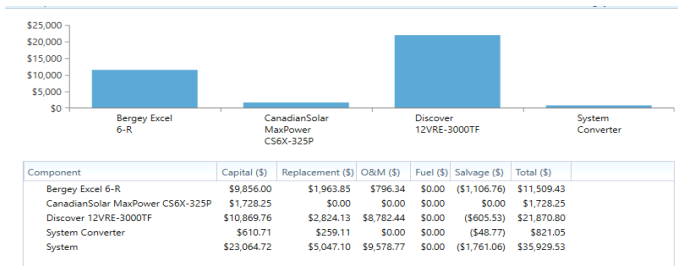 $25,000
$20,000
$15,000
$10,000
$5,000
$0
Bergey Excel 6-R
CanadianSolar MaxPower CS6X-325P
Discover 12VRE-3000TF
System Converter
Component Capital ($) Replacement ($) O&M ($) Fuel ($) Salvage ($) Total ($)
Bergey Excel 6-R $9,856.00 $1,963.85 $796.34 $0.00 ($1,106.76) $11,509.43
CanadianSolar MaxPower CS6X-325P $1,728.25 $0.00 $0.00 $0.00 $0.00 $1,728.25
Discover 12VRE-3000TF $10,869.76 $2,824.13 $8,782.44 $0.00 ($605.53) $21,870.80
System Converter $610.71 $259.11 $0.00 $0.00 ($48.77) $821.05
System $23,064.72 $5,047.10 $9,578.77 $0.00 ($1,761.06) $35,929.53